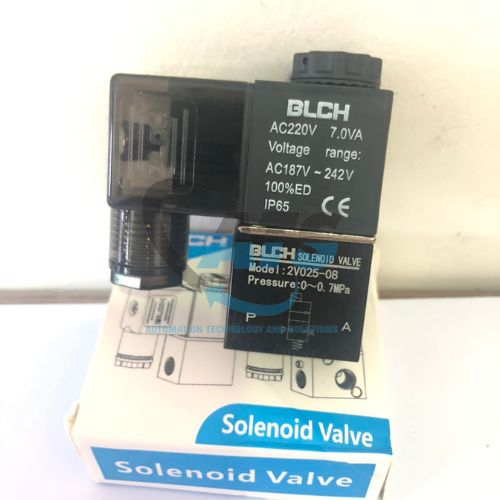 BLCH
AC220V 7.0VA
Voltage range:
AC187V ~ 242V
100%ED
IP65 CE
BLCH SOLENOID VALVE
Model:2V025-08
Pressure:0~0.7MPa
P A
A
CH
AUTOMATION TECHNOLOGY AND SOLUTIONS
Solenoid Valve
Solenoid Valve